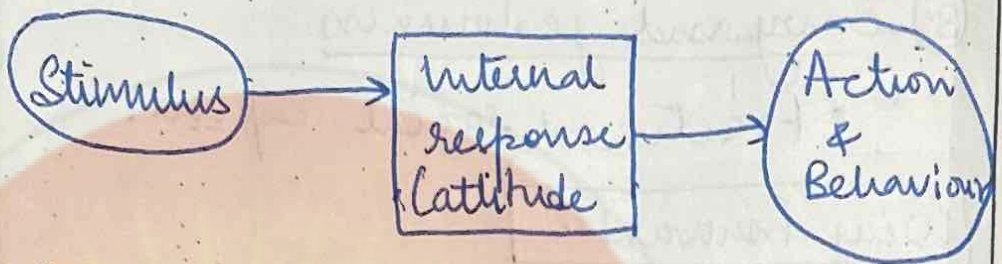 Stimulus
Internal
response
(attitude
Action
&
Behaviour